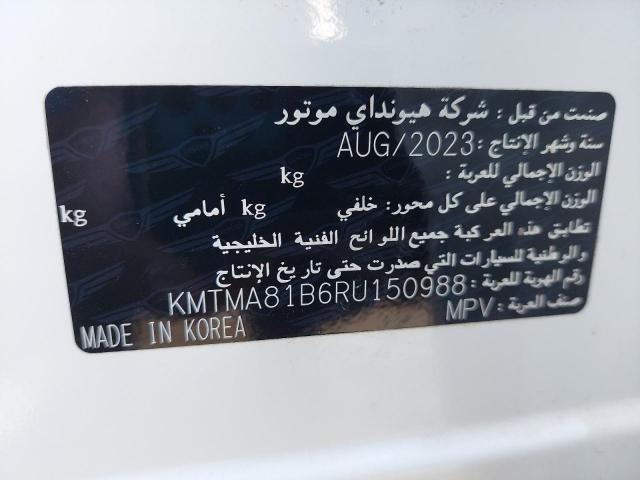 صنعت من قبل : شركة هيونداي موتور
سنة وشهر الإنتاج :AUG/2023
الوزن الإجمالي للعربة : kg
الوزن الإجمالي على كل محور: خلفي kg أمامي kg
تطابق هذه العركبة جميع اللوائح الفنية الخليجية
والوطنية للسيارات التي صدرت حتى تاريخ الإنتاج
رقم الهوية للعربة : KMTMA81B6RU150988
صنف العربة : MPV
MADE IN KOREA